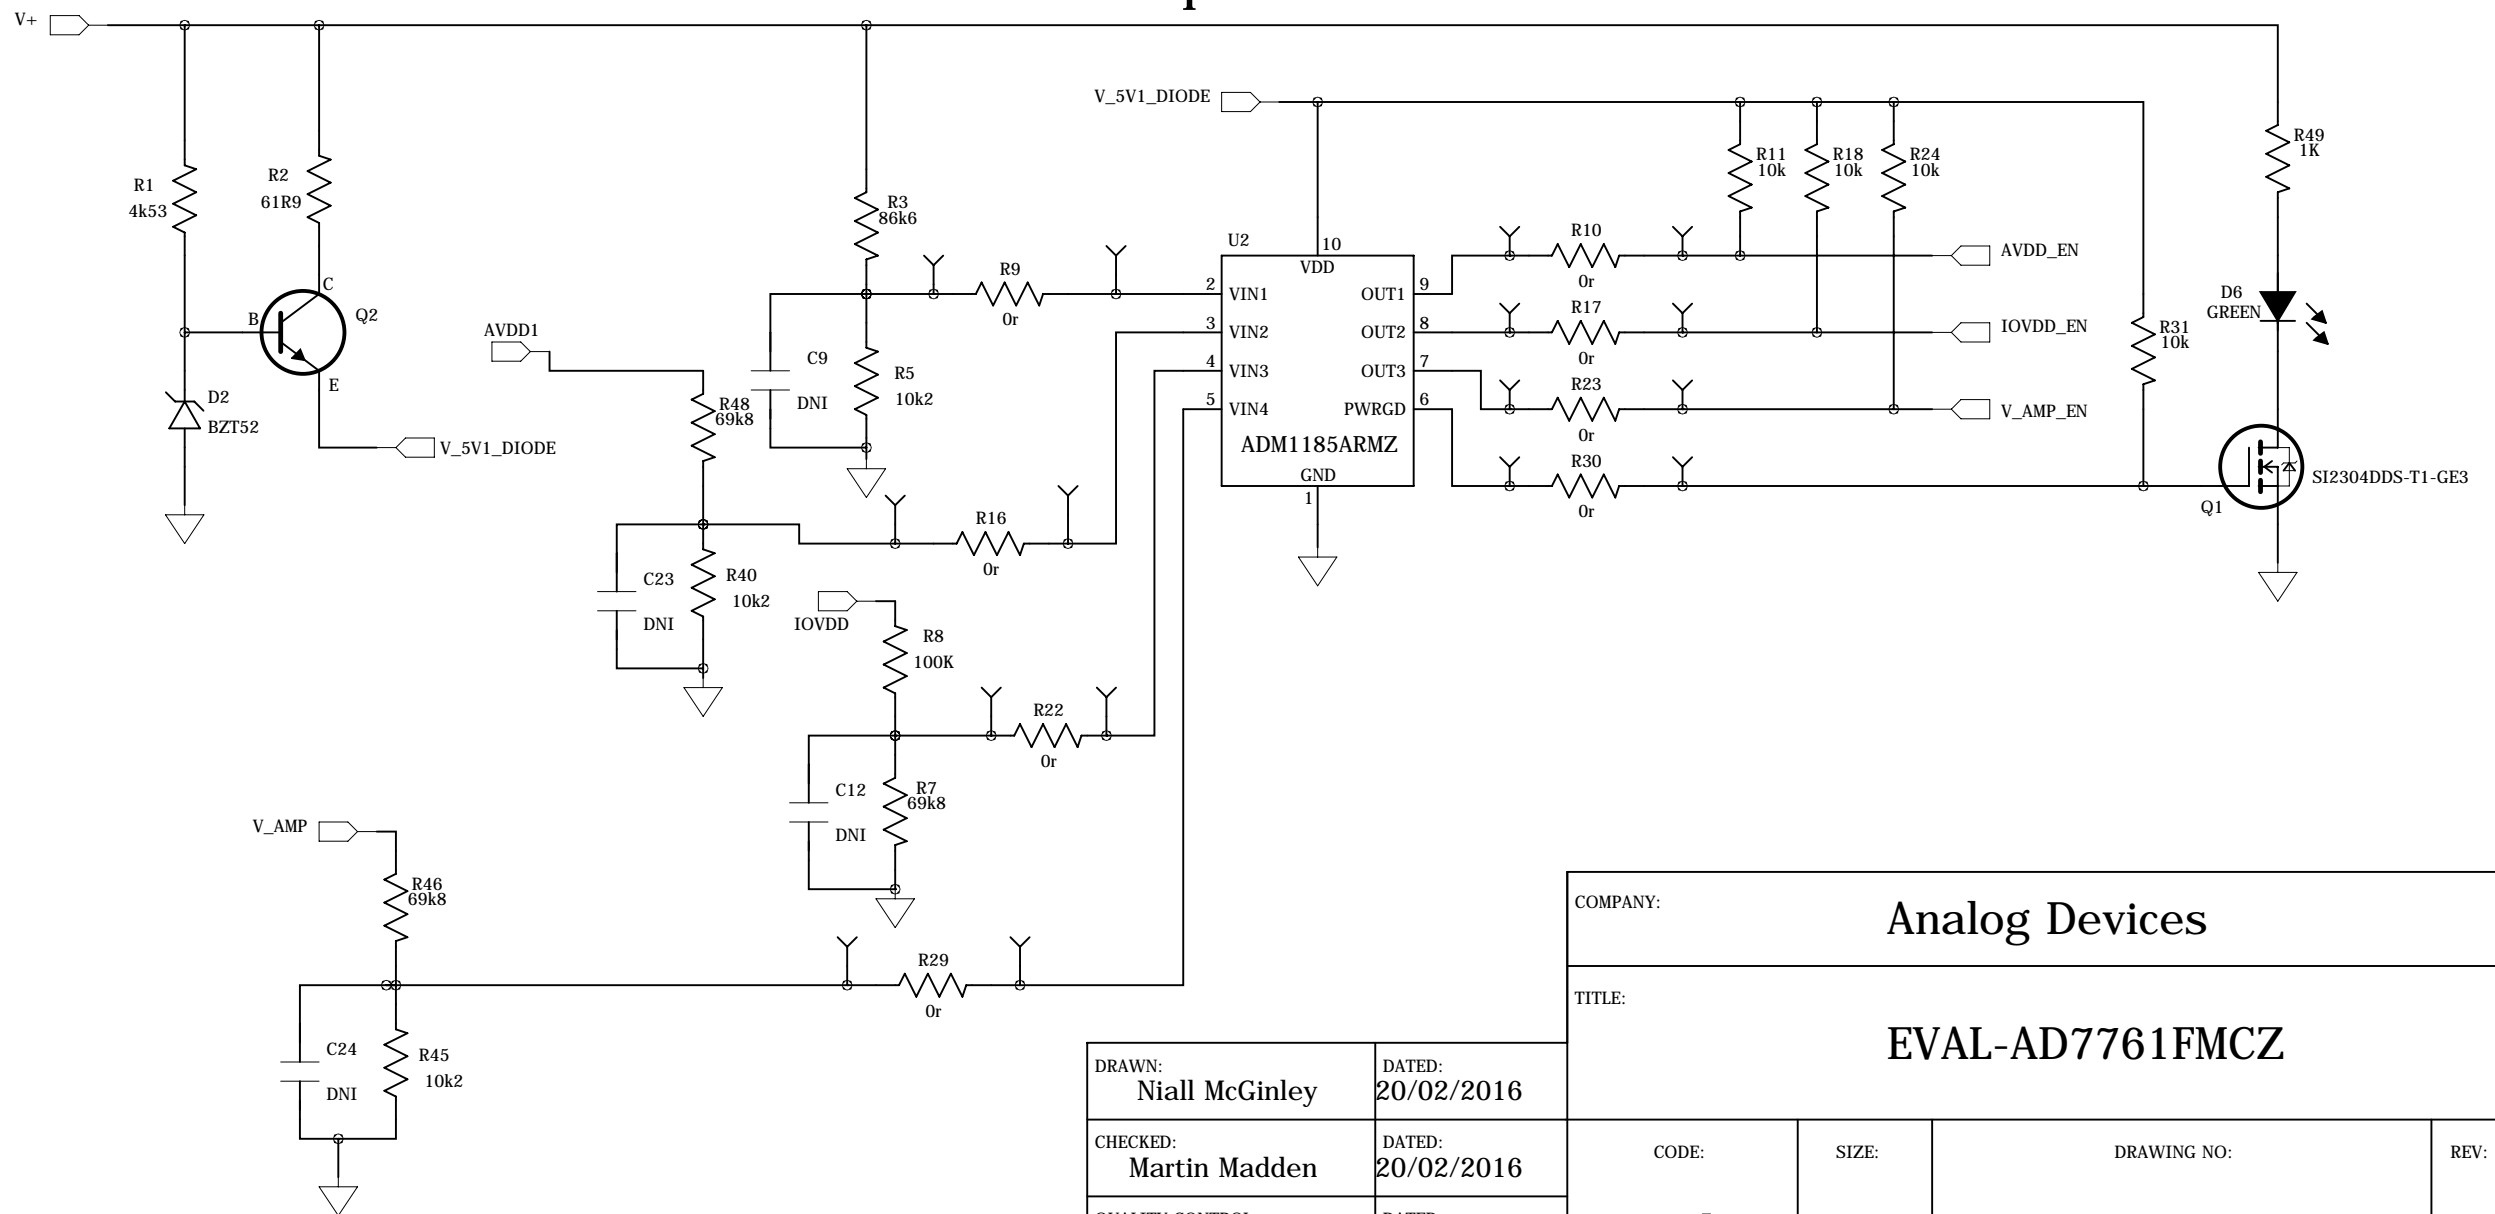 V+
R1
4k53
R2
61R9
C
B
Q2
E
D2
BZT52
V_5V1_DIODE
AVDD1
R48
69k8
C23
DNI
R40
10k2
R3
86k6
C9
DNI
R5
10k2
R9
0r
R16
0r
IOVDD
R8
100K
R22
0r
C12
DNI
R7
69k8
V_AMP
R46
69k8
R29
0r
C24
DNI
R45
10k2
V_5V1_DIODE
U2
10
VDD
2 VIN1 OUT1 9
3 VIN2 OUT2 8
4 VIN3 OUT3 7
5 VIN4 PWRGD 6
ADM1185ARMZ
GND
1
R10
0r
R17
0r
R23
0r
R30
0r
R11
10k
R18
10k
R24
10k
AVDD_EN
IOVDD_EN
V_AMP_EN
R31
10k
R49
1K
D6
GREEN
SI2304DDS-T1-GE3
Q1
COMPANY:
Analog Devices
TITLE:
EVAL-AD7761FMCZ
DRAWN:
Niall McGinley
DATED:
20/02/2016
CHECKED:
Martin Madden
DATED:
20/02/2016
CODE:
SIZE:
DRAWING NO:
REV: